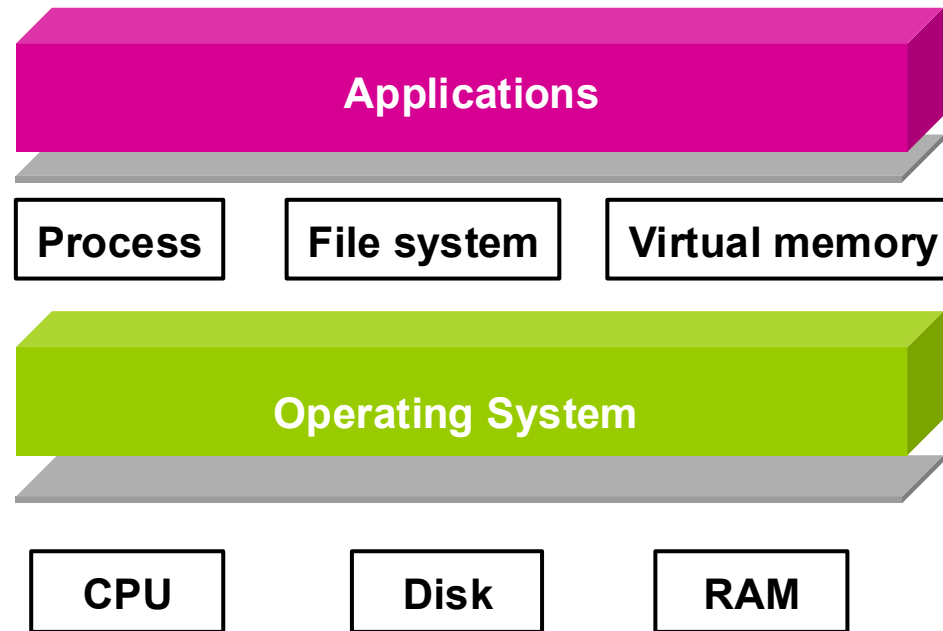 Applications
Process File system Virtual memory
Operating System
CPU Disk RAM